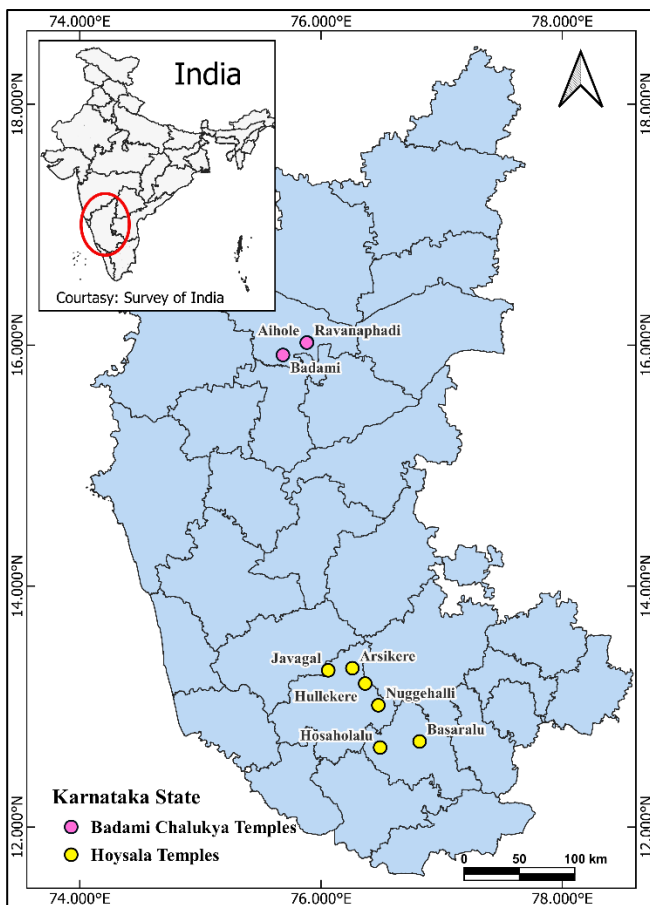 74.000°E 76.000°E 78.000°E
India
Courtasy: Survey of India
18.000°N 18.000°N
16.000°N 16.000°N
14.000°N 14.000°N
12.000°N 12.000°N
Aihole Ravanaphadi
Badami
Javagal Arsikere
Hullekere Nuggehalli
Hosaholalu Basaralu
Karnataka State
Badami Chalukya Temples
Hoysala Temples
0 50 100 km
74.000°E 76.000°E 78.000°E